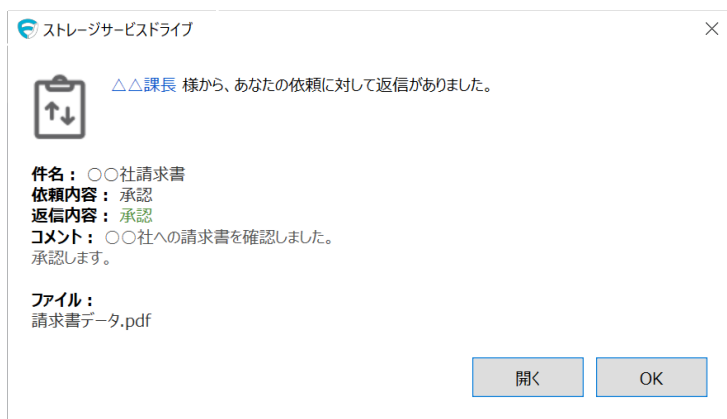 ストレージサービスドライブ
△△課長 様から、あなたの依頼に対して返信がありました。
件名： ○○社請求書
依頼内容： 承認
返信内容： 承認
コメント： ○○社への請求書を確認しました。
承認します。
ファイル：
請求書データ.pdf
開く
OK